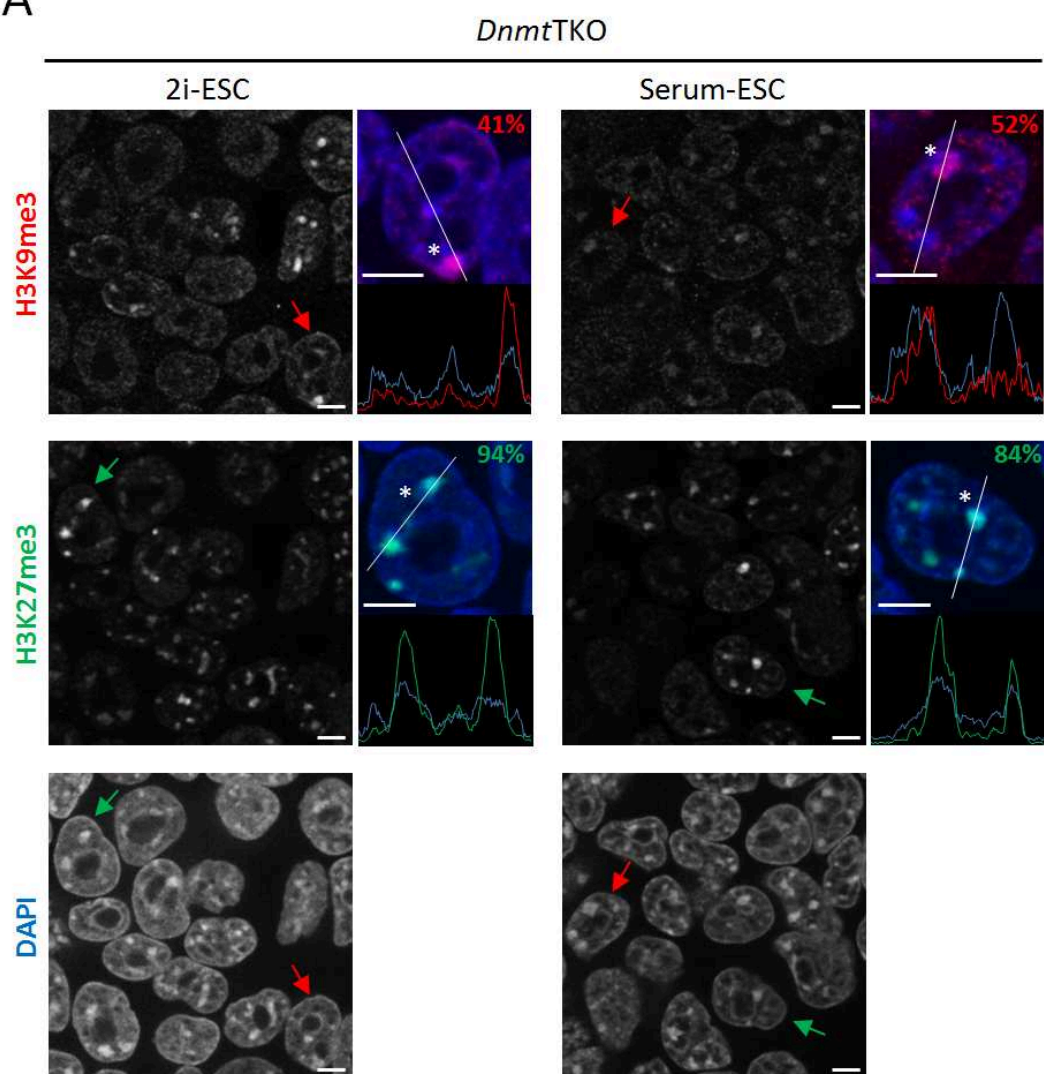 A
DnmtTKO
2i-ESC
Serum-ESC
H3K9me3
41%
*
52%
*
H3K27me3
94%
*
84%
*
DAPI